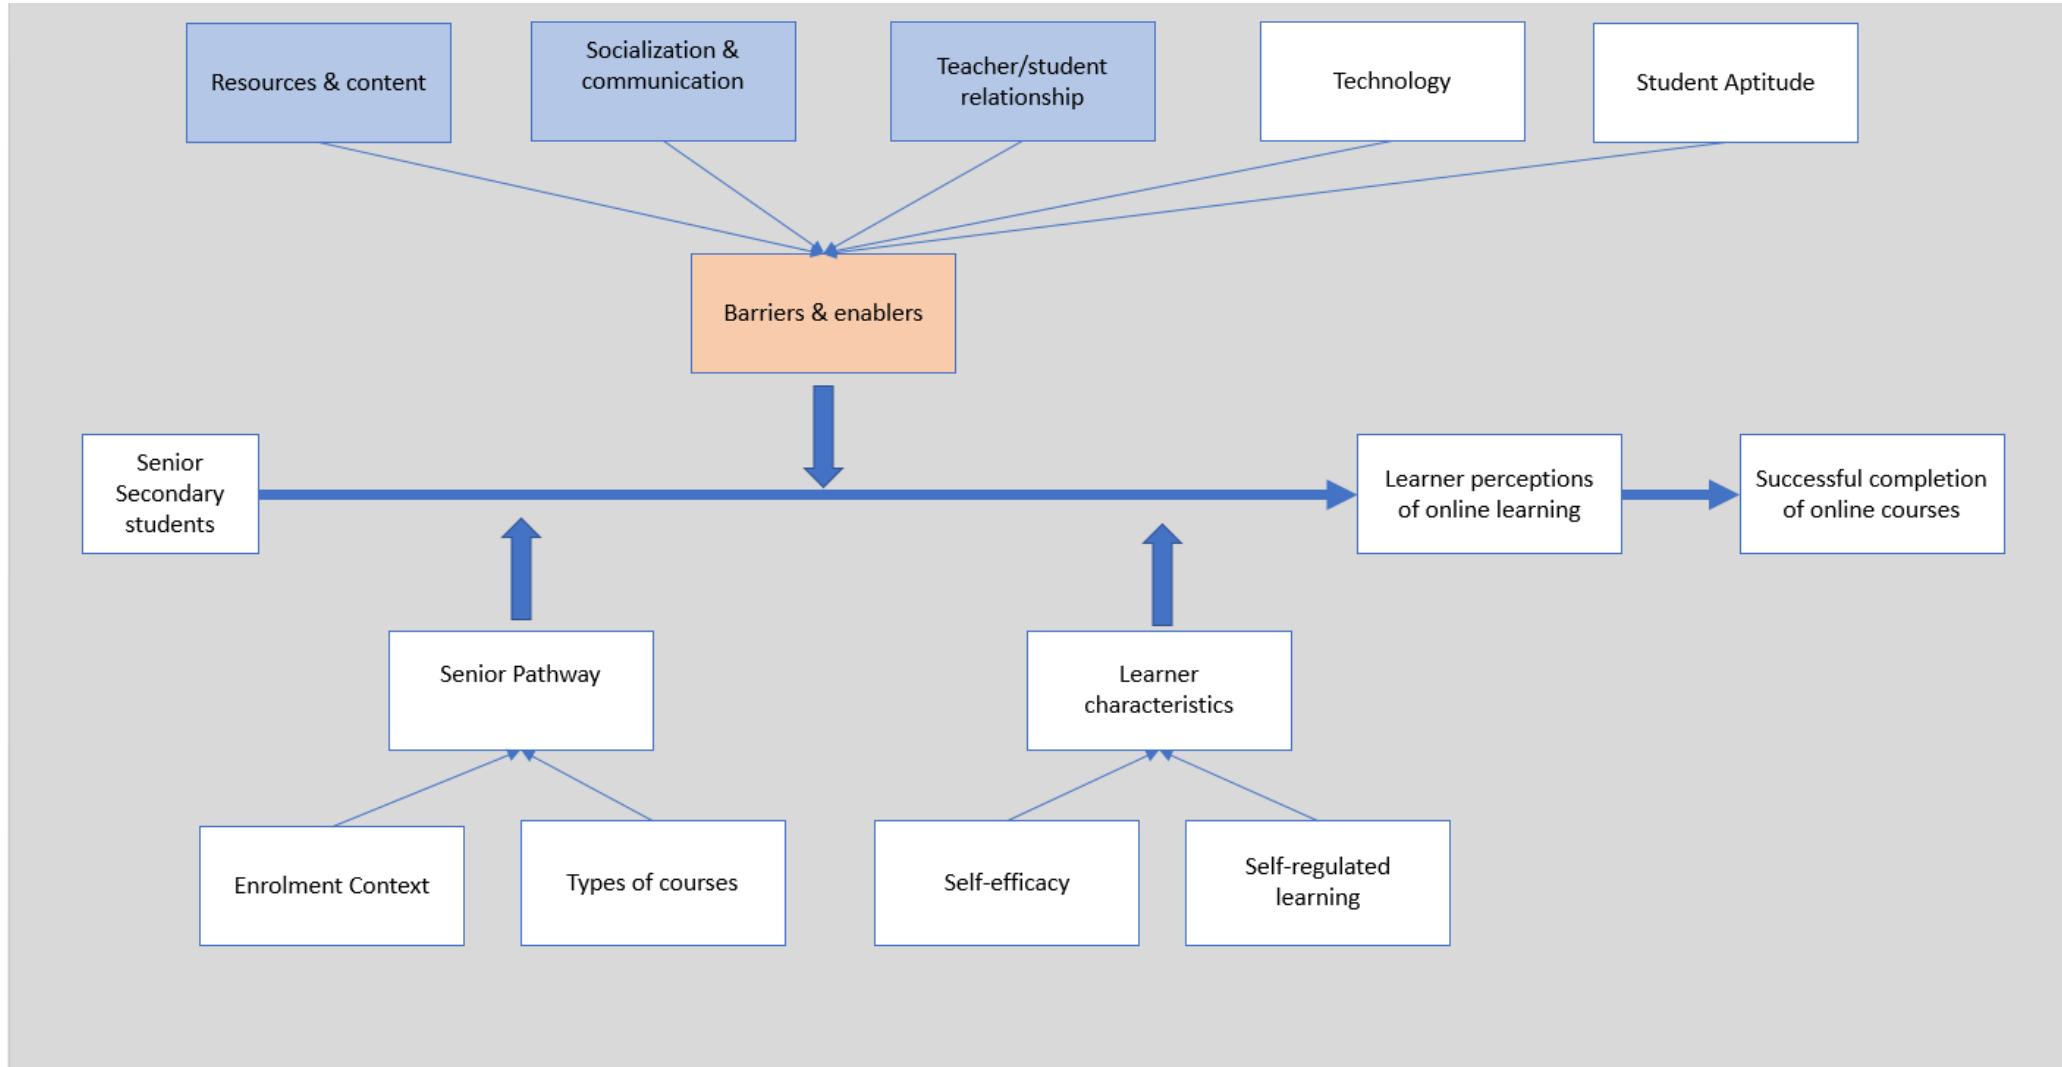 Resources & content
Socialization &
communication
Teacher/student
relationship
Technology
Student Aptitude
Barriers & enablers
Senior
Secondary
students
Learner perceptions
of online learning
Successful completion
of online courses
Senior Pathway
Learner
characteristics
Enrolment Context
Types of courses
Self-efficacy
Self-regulated
learning